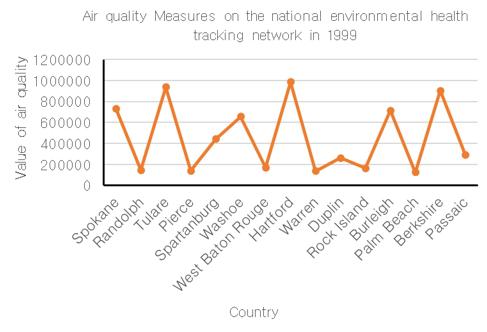 Air quality Measures on the national environmental health
tracking network in 1999
Value of air quality
1200000
1000000
800000
600000
400000
200000
0
Spokane
Randolph
Tulare
Pierce
Spartanburg
Washoe
West Baton Rouge
Hartford
Warren
Duplin
Rock Island
Burleigh
Palm Beach
Berkshire
Passaic
Country